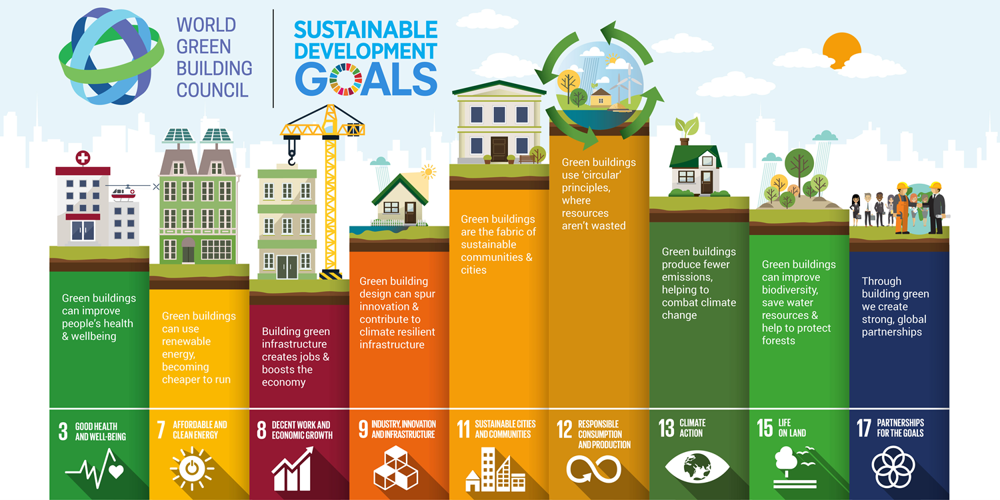 WORLD
GREEN
BUILDING
COUNCIL
SUSTAINABLE
DEVELOPMENT
GOALS
Green buildings
can improve
people's health
& wellbeing
Green buildings
can use
renewable
energy,
becoming
cheaper to run
Building green
infrastructure
creates jobs &
boosts the
economy
Green building
design can spur
innovation &
contribute to
climate resilient
infrastructure
Green buildings
are the fabric of
sustainable
communities &
cities
Green buildings
use ‘circular’
principles,
where
resources
aren't wasted
Green buildings
produce fewer
emissions,
helping to
combat climate
change
Green buildings
can improve
biodiversity,
save water
resources &
help to protect
forests
Through
building green
we create
strong, global
partnerships
3 GOOD HEALTH
AND WELL-BEING
7 AFFORDABLE AND
CLEAN ENERGY
8 DECENT WORK AND
ECONOMIC GROWTH
9 INDUSTRY, INNOVATION
AND INFRASTRUCTURE
11 SUSTAINABLE CITIES
AND COMMUNITIES
12 RESPONSIBLE
CONSUMPTION
AND PRODUCTION
13 CLIMATE
ACTION
15 LIFE
ON LAND
17 PARTNERSHIPS
FOR THE GOALS